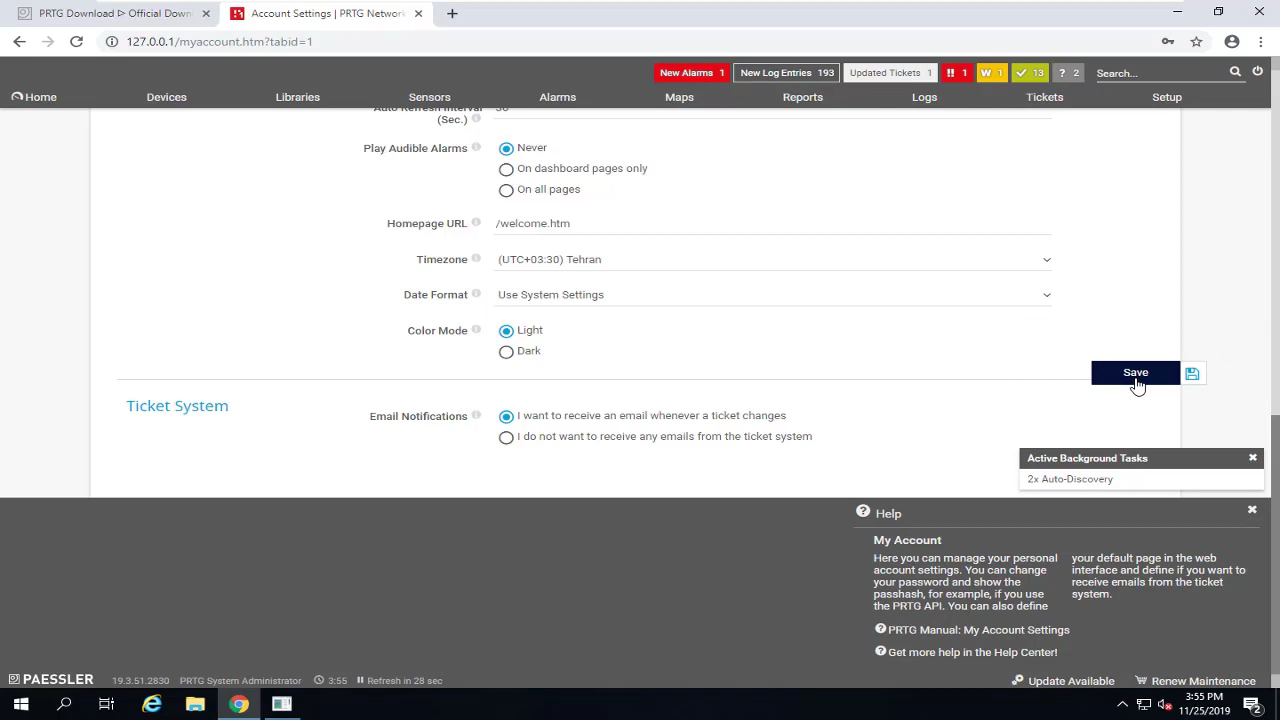 PRTG Download ᐅ Official Down
Account Settings | PRTG Network
127.0.0.1/myaccount.htm?tabid=1
New Alarms 1
New Log Entries 193
Updated Tickets 1
!! 1
W 1
13
? 2
Search...
Home
Devices
Libraries
Sensors
Alarms
Maps
Reports
Logs
Tickets
Setup
Auto Refresh Interval
(Sec.)
30
Play Audible Alarms
Never
On dashboard pages only
On all pages
Homepage URL
/welcome.htm
Timezone
(UTC+03:30) Tehran
Date Format
Use System Settings
Color Mode
Light
Dark
Save
Ticket System
Email Notifications
I want to receive an email whenever a ticket changes
I do not want to receive any emails from the ticket system
Active Background Tasks
2x Auto-Discovery
Help
My Account
Here you can manage your personal
account settings. You can change
your password and show the
passhash, for example, if you use
the PRTG API. You can also define
your default page in the web
interface and define if you want to
receive emails from the ticket
system.
PRTG Manual: My Account Settings
Get more help in the Help Center!
PAESSLER
19.3.51.2830
PRTG System Administrator
3:55
Refresh in 28 sec
Update Available
Renew Maintenance
3:55 PM
11/25/2019
2